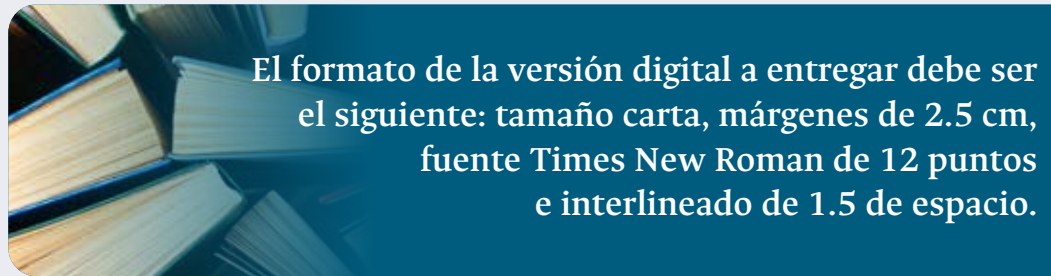 El formato de la versión digital a entregar debe ser
el siguiente: tamaño carta, márgenes de 2.5 cm,
fuente Times New Roman de 12 puntos
e interlineado de 1.5 de espacio.